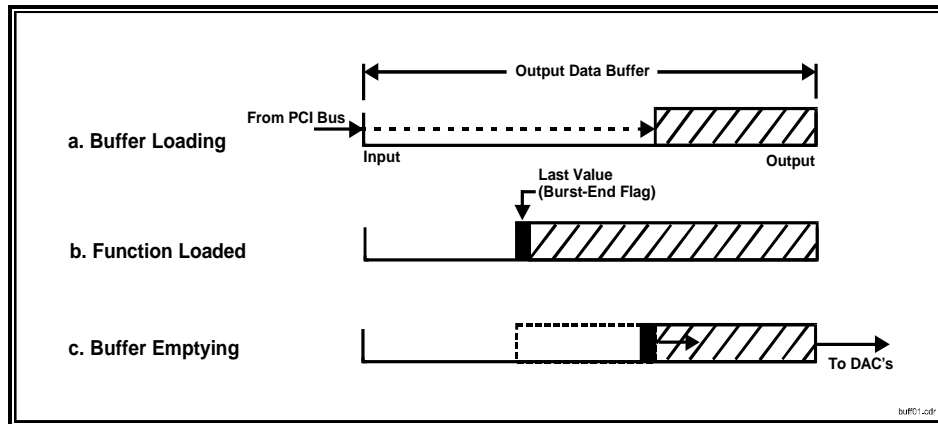 Output Data Buffer
From PCI Bus
a. Buffer Loading
Input
Output
Last Value
(Burst-End Flag)
b. Function Loaded
c. Buffer Emptying
To DAC's
buff01.cdr